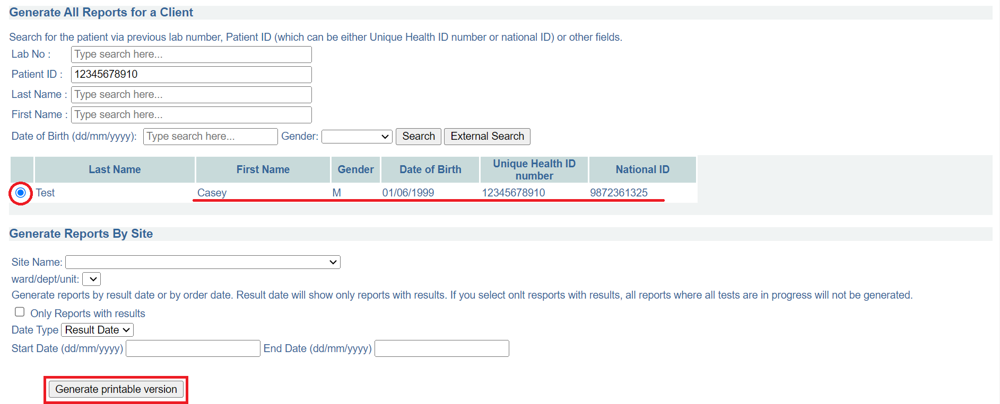 Generate All Reports for a Client
Search for the patient via previous lab number, Patient ID (which can be either Unique Health ID number or national ID) or other fields.
Lab No : Type search here...
Patient ID : 12345678910
Last Name : Type search here...
First Name : Type search here...
Date of Birth (dd/mm/yyyy): Type search here... Gender: Search External Search
Last Name First Name Gender Date of Birth Unique Health ID number National ID
Test Casey M 01/06/1999 12345678910 9872361325
Generate Reports By Site
Site Name:
ward/dept/unit:
Generate reports by result date or by order date. Result date will show only reports with results. If you select onlt resports with results, all reports where all tests are in progress will not be generated.
Only Reports with results
Date Type Result Date
Start Date (dd/mm/yyyy) End Date (dd/mm/yyyy)
Generate printable version